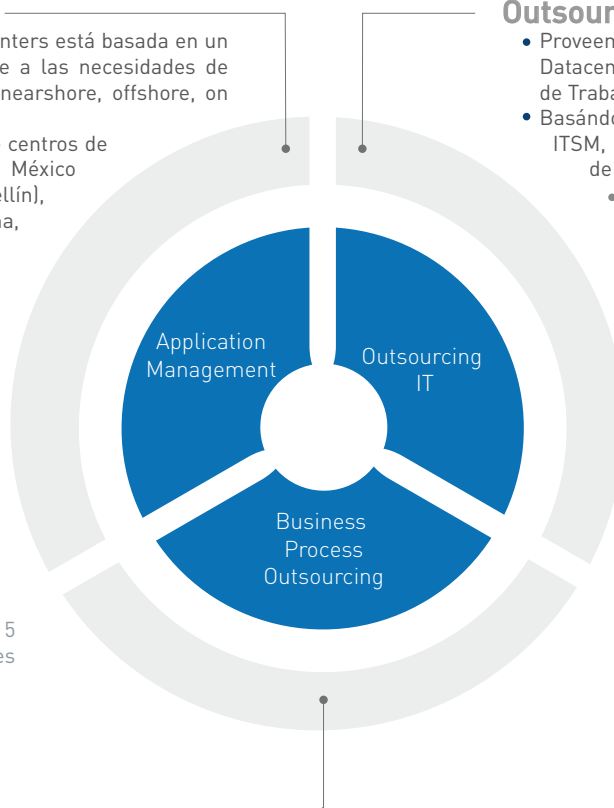 nters está basada en un
e a las necesidades de
nearshore, offshore, on
centros de
México
llín),
na,
Outsour
• Proveen
Datacen
de Traba
• Basándo
ITSM,
de
Application
Management
Outsourcing
IT
Business
Process
Outsourcing
5
es